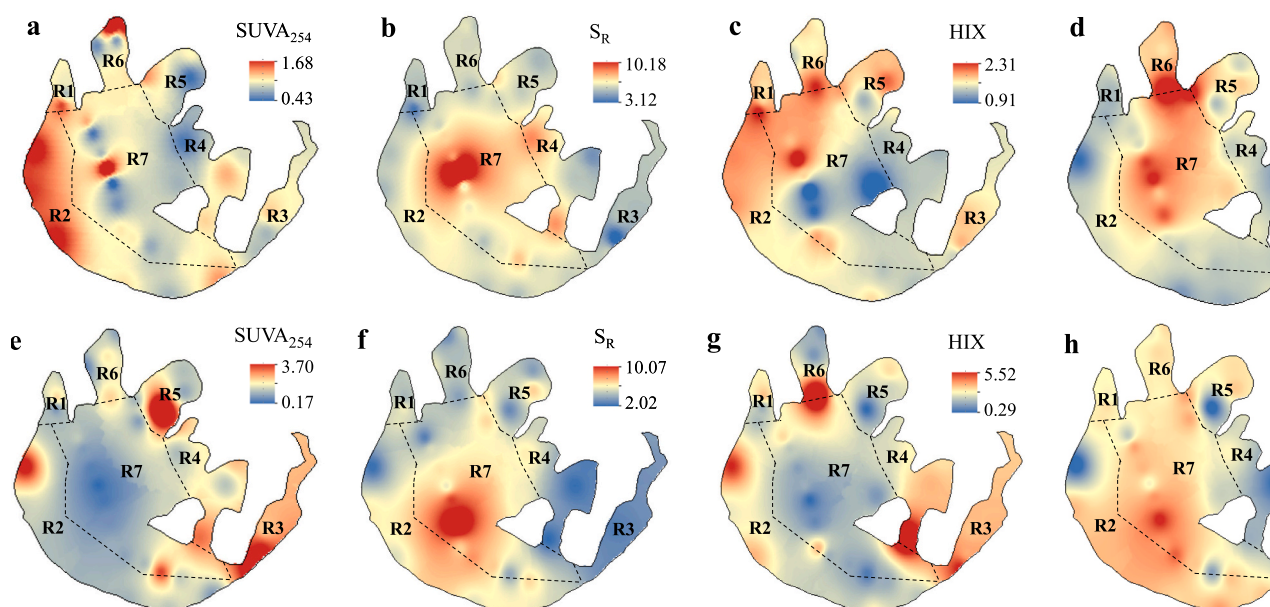 a
SUVA254
1.68
0.43
R1
R2
R3
R4
R5
R6
R7
b
SR
10.18
3.12
R1
R2
R3
R4
R5
R6
R7
c
HIX
2.31
0.91
R1
R2
R3
R4
R5
R6
R7
d
R1
R2
R4
R5
R6
R7
e
SUVA254
3.70
0.17
R1
R2
R3
R4
R5
R6
R7
f
SR
10.07
2.02
R1
R2
R3
R4
R5
R6
R7
g
HIX
5.52
0.29
R1
R2
R3
R4
R5
R6
R7
h
R1
R2
R4
R5
R6
R7